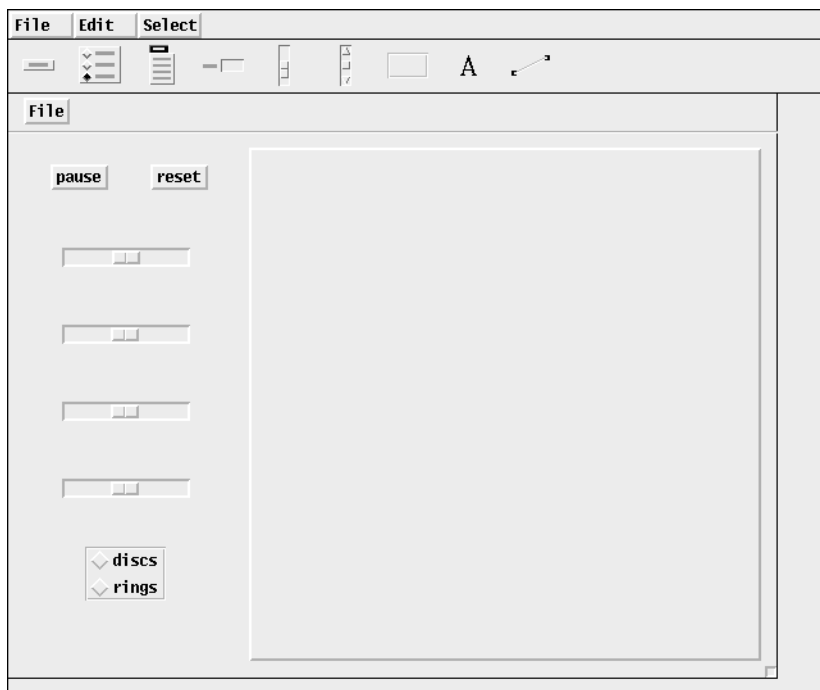 File Edit Select
A
File
pause reset
discs
rings